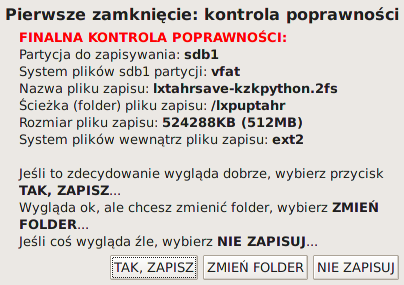 Pierwsze zamknięcie: kontrola poprawności
FINALNA KONTROLA POPRAWNOŚCI:
Partycja do zapisywania: sdb1
System plików sdb1 partycji: vfat
Nazwa pliku zapisu: lxtahrsave-kzkpython.2fs
Ścieżka (folder) pliku zapisu: /lxpuptahr
Rozmiar pliku zapisu: 524288KB (512MB)
System plików wewnątrz pliku zapisu: ext2
Jeśli to zdecydowanie wygląda dobrze, wybierz przycisk
TAK, ZAPISZ...
Wygląda ok, ale chcesz zmienić folder, wybierz ZMIEŃ
FOLDER...
Jeśli coś wygląda źle, wybierz NIE ZAPISUJ...
TAK, ZAPISZ ZMIEŃ FOLDER NIE ZAPISUJ